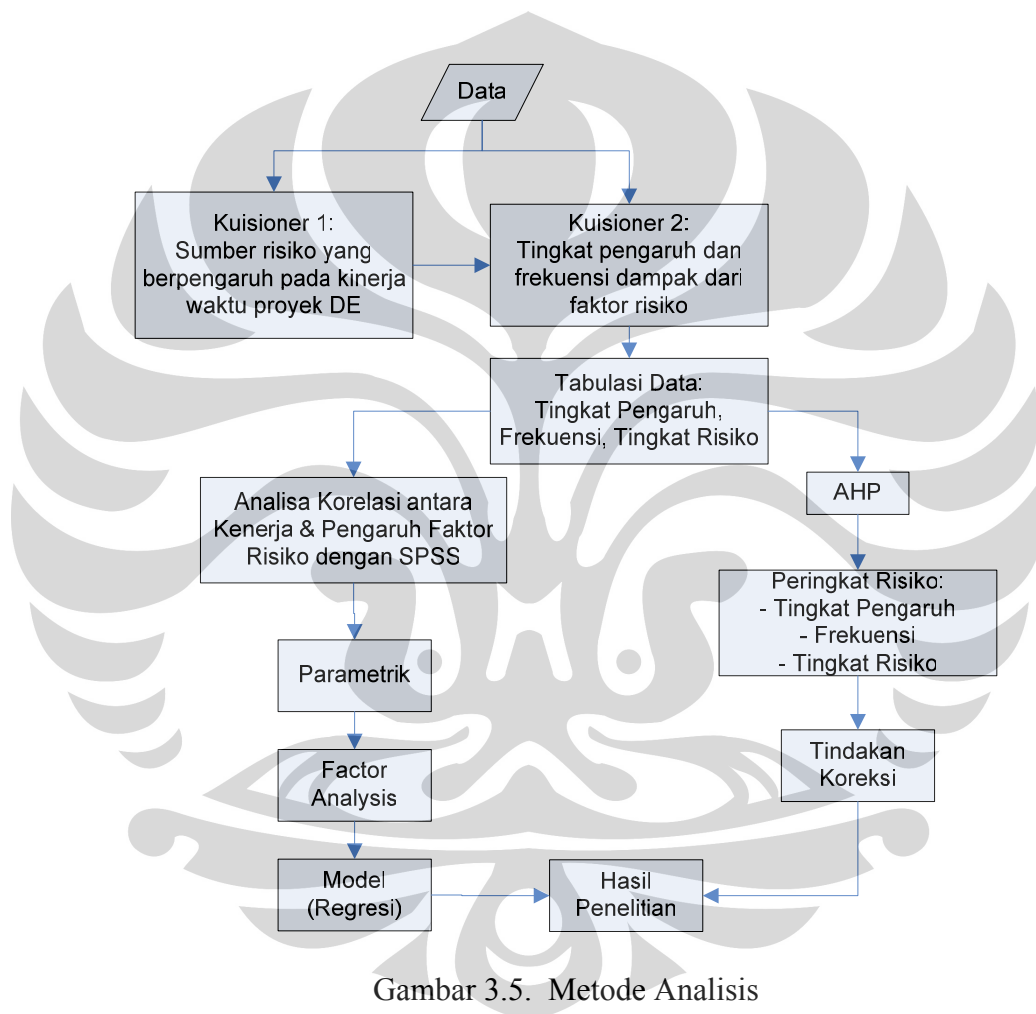 Data
Kuisioner 1:
Sumber risiko yang
berpengaruh pada kinerja
waktu proyek DE
Kuisioner 2:
Tingkat pengaruh dan
frekuensi dampak dari
faktor risiko
Tabulasi Data:
Tingkat Pengaruh,
Frekuensi, Tingkat Risiko
Analisa Korelasi antara
Kenerja & Pengaruh Faktor
Risiko dengan SPSS
AHP
Peringkat Risiko:
- Tingkat Pengaruh
- Frekuensi
- Tingkat Risiko
Parametrik
Factor
Analysis
Tindakan
Koreksi
Model
(Regresi)
Hasil
Penelitian
Gambar 3.5.  Metode Analisis